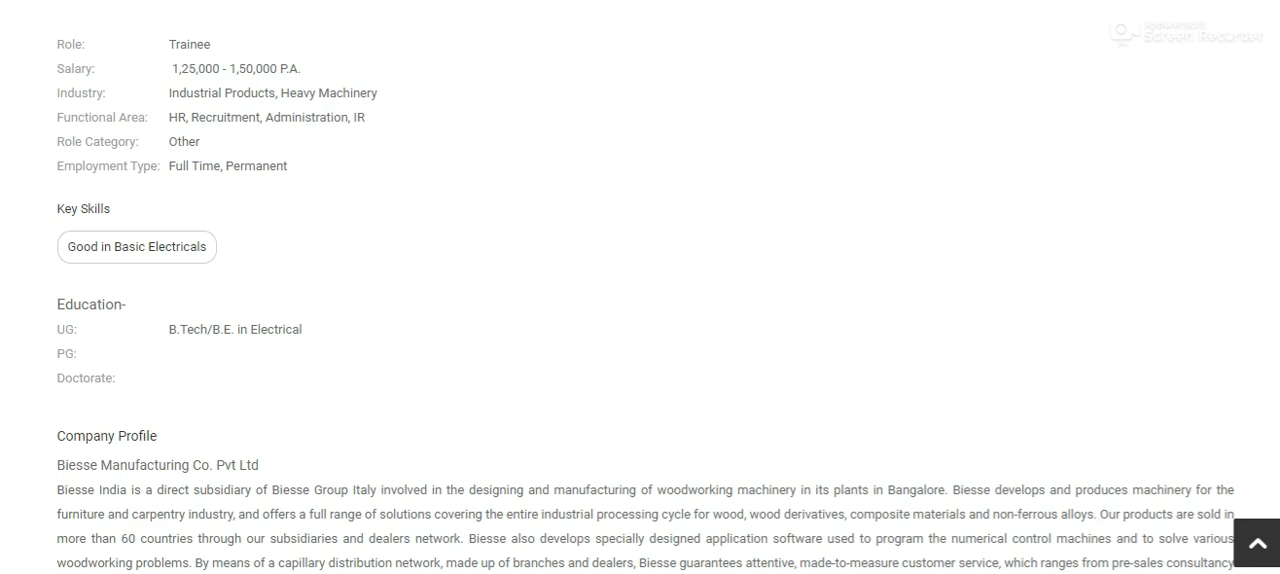 Apowersoft
Screen Recorder
Role: Trainee
Salary: 1,25,000 - 1,50,000 P.A.
Industry: Industrial Products, Heavy Machinery
Functional Area: HR, Recruitment, Administration, IR
Role Category: Other
Employment Type: Full Time, Permanent
Key Skills
Good in Basic Electricals
Education-
UG: B.Tech/B.E. in Electrical
PG:
Doctorate:
Company Profile
Biesse Manufacturing Co. Pvt Ltd
Biesse India is a direct subsidiary of Biesse Group Italy involved in the designing and manufacturing of woodworking machinery in its plants in Bangalore. Biesse develops and produces machinery for the
furniture and carpentry industry, and offers a full range of solutions covering the entire industrial processing cycle for wood, wood derivatives, composite materials and non-ferrous alloys. Our products are sold in
more than 60 countries through our subsidiaries and dealers network. Biesse also develops specially designed application software used to program the numerical control machines and to solve various
woodworking problems. By means of a capillary distribution network, made up of branches and dealers, Biesse guarantees attentive, made-to-measure customer service, which ranges from pre-sales consultancy